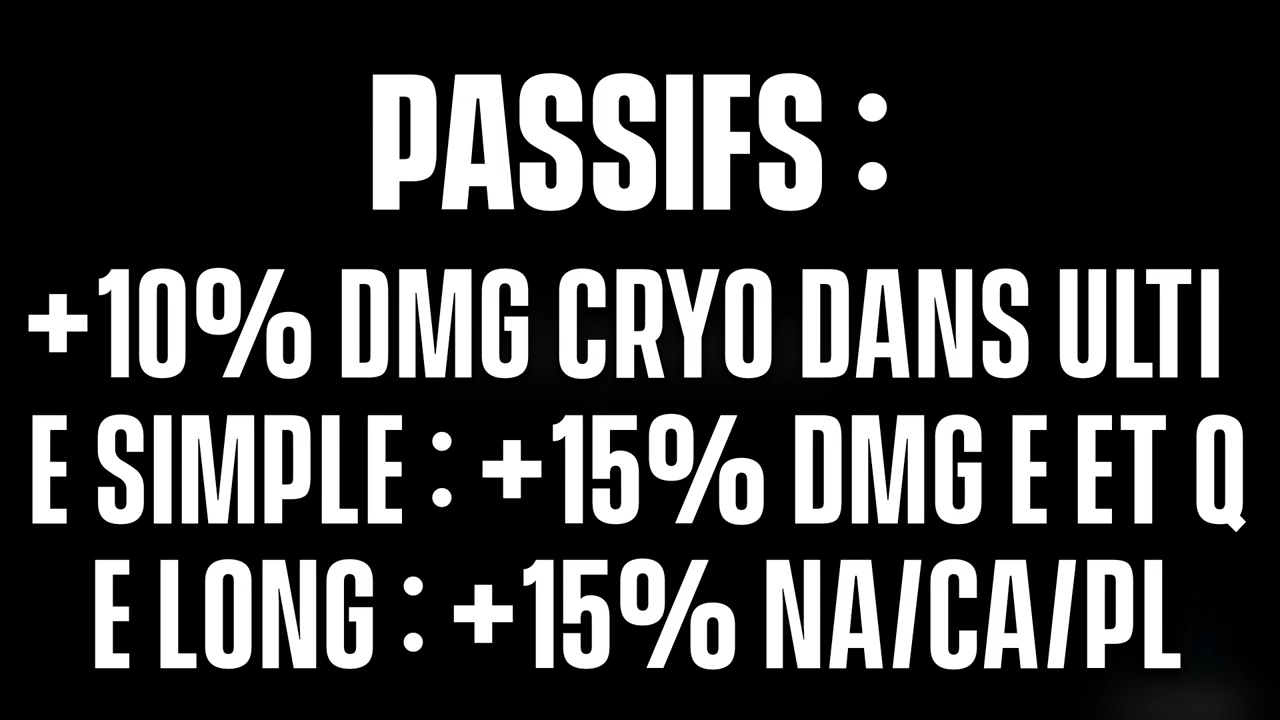 PASSIFS :
+10% DMG CRYO DANS ULTI
E SIMPLE : +15% DMG E ET Q
E LONG : +15% NA/CA/PL